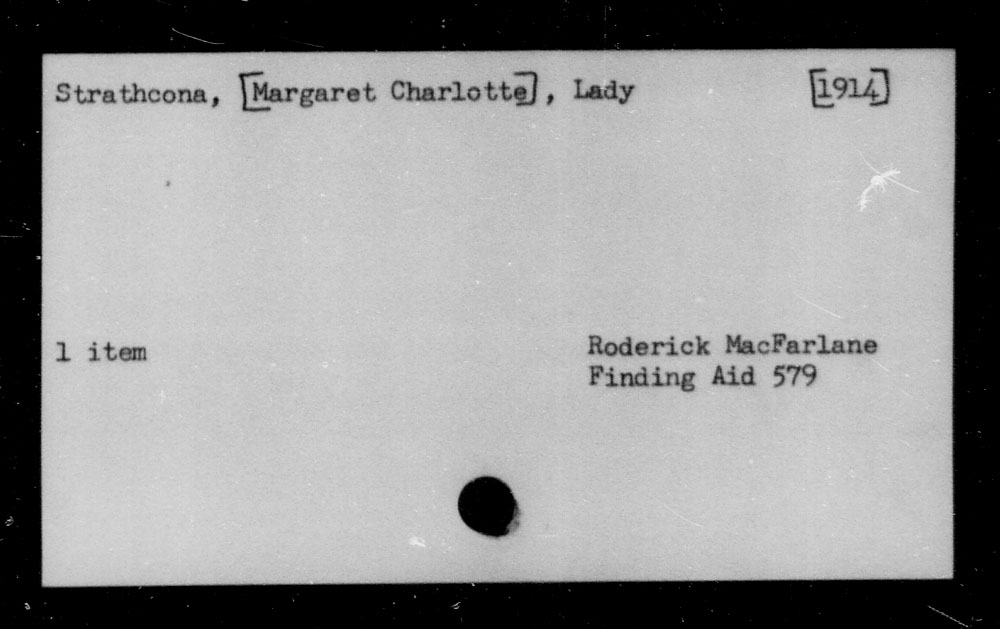 Strathcona, [Margaret Charlotte], Lady [1914]
1 item
Roderick MacFarlane
Finding Aid 579